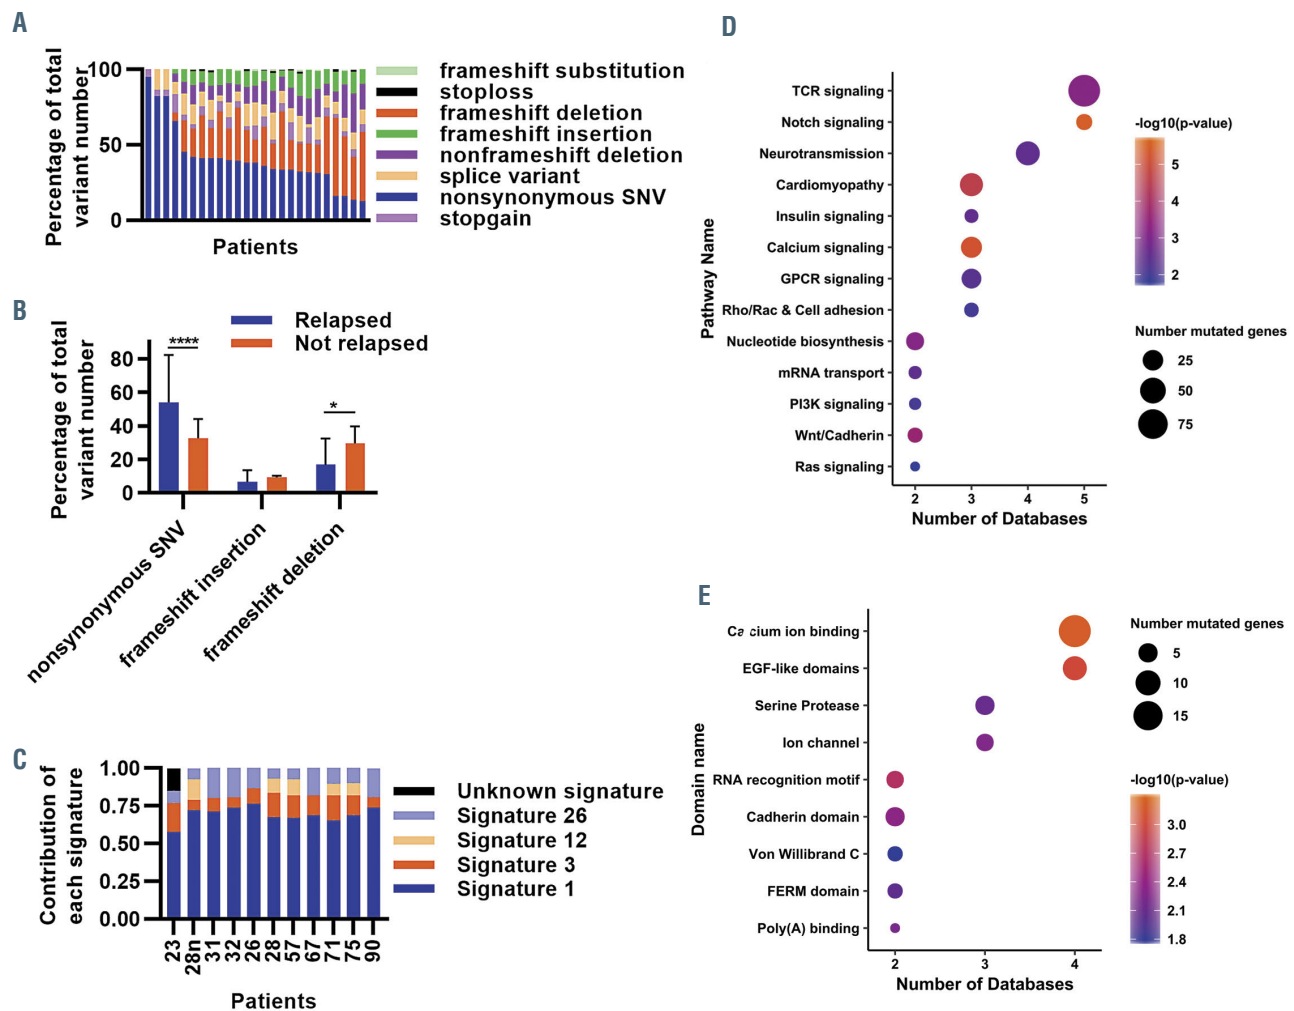 A
Percentage of total
variant number
100
50
0
Patients
frameshift substitution
stoploss
frameshift deletion
frameshift insertion
nonframeshift deletion
splice variant
nonsynonymous SNV
stopgain
B
Percentage of total
variant number
80
60
40
20
0
Relapsed
Not relapsed
****
*
nonsynonymous SNV
frameshift insertion
frameshift deletion
C
Contribution of
each signature
1.00
0.75
0.50
0.25
0.00
23
28n
31
32
26
28
57
67
71
75
90
Patients
Unknown signature
Signature 26
Signature 12
Signature 3
Signature 1
D
Pathway Name
TCR signaling
Notch signaling
Neurotransmission
Cardiomyopathy
Insulin signaling
Calcium signaling
GPCR signaling
Rho/Rac & Cell adhesion
Nucleotide biosynthesis
mRNA transport
PI3K signaling
Wnt/Cadherin
Ras signaling
2
3
4
5
Number of Databases
-log10(p-value)
5
4
3
2
Number mutated genes
25
50
75
E
Domain name
Ca cium ion binding
EGF-like domains
Serine Protease
Ion channel
RNA recognition motif
Cadherin domain
Von Willibrand C
FERM domain
Poly(A) binding
2
3
4
Number of Databases
Number mutated genes
5
10
15
-log10(p-value)
3.0
2.7
2.4
2.1
1.8